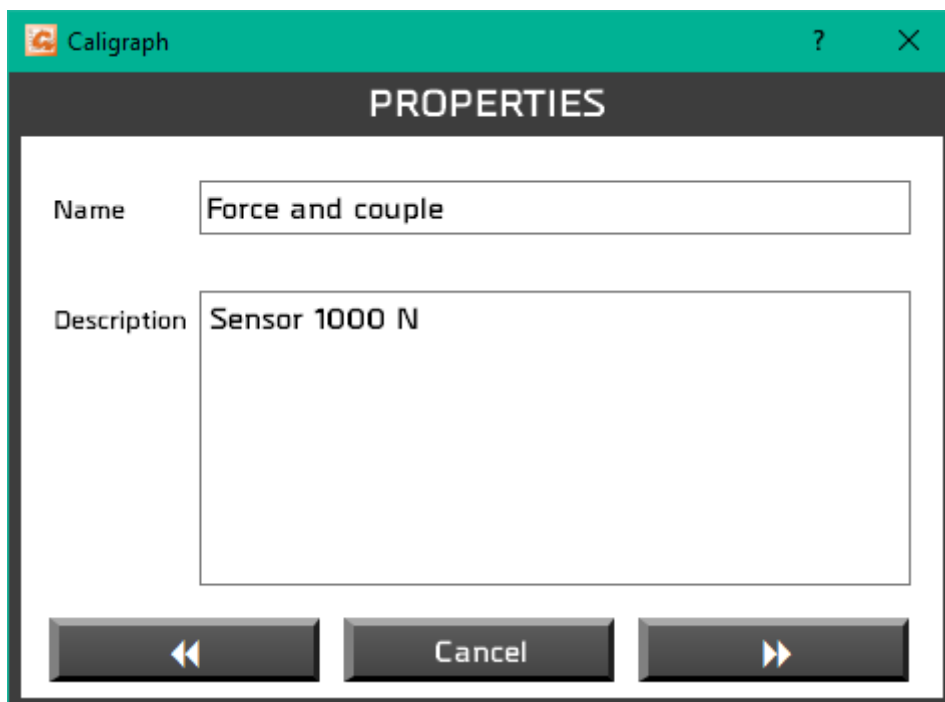 Caligraph
PROPERTIES
Name
Force and couple
Description
Sensor 1000 N
Cancel